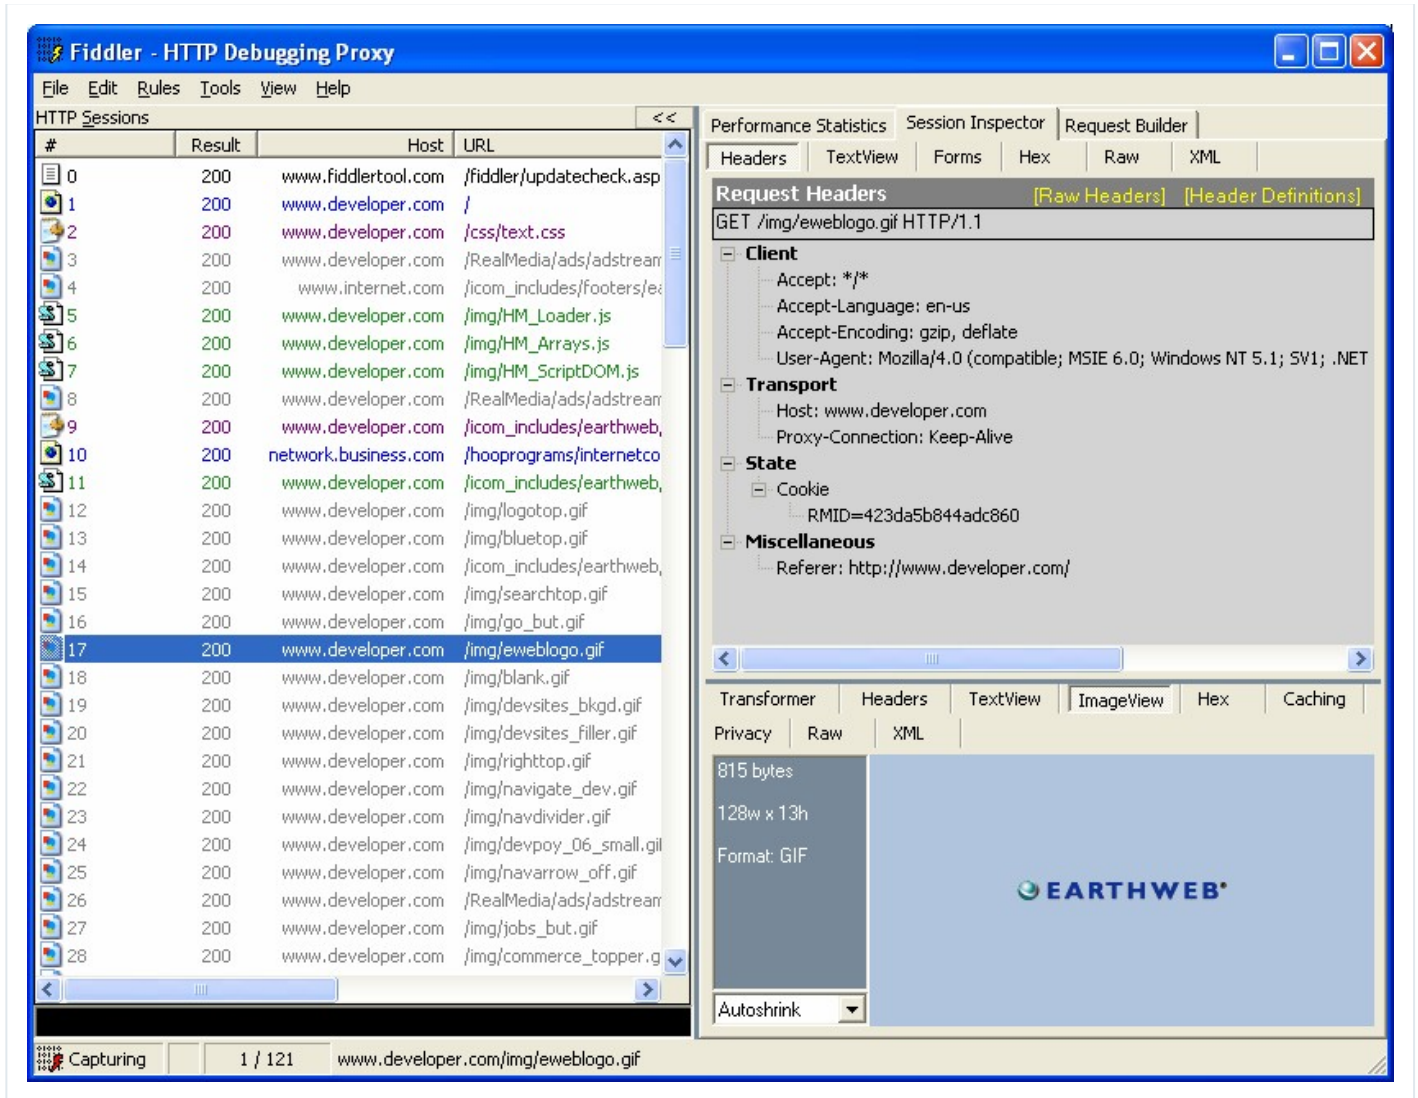 Fiddler - HTTP Debugging Proxy
File Edit Rules Tools View Help
HTTP Sessions <<
# Result Host URL
0 200 www.fiddlertool.com /fiddler/updatecheck.asp
1 200 www.developer.com /
2 200 www.developer.com /css/text.css
3 200 www.developer.com /RealMedia/ads/adstream
4 200 www.internet.com /icom_includes/footers/ea
5 200 www.developer.com /img/HM_Loader.js
6 200 www.developer.com /img/HM_Arrays.js
7 200 www.developer.com /img/HM_ScriptDOM.js
8 200 www.developer.com /RealMedia/ads/adstream
9 200 www.developer.com /icom_includes/earthweb,
10 200 network.business.com /hooprograms/internetco
11 200 www.developer.com /icom_includes/earthweb,
12 200 www.developer.com /img/logotop.gif
13 200 www.developer.com /img/bluetop.gif
14 200 www.developer.com /icom_includes/earthweb,
15 200 www.developer.com /img/searchtop.gif
16 200 www.developer.com /img/go_but.gif
17 200 www.developer.com /img/eweblogo.gif
18 200 www.developer.com /img/blank.gif
19 200 www.developer.com /img/devsites_bkgd.gif
20 200 www.developer.com /img/devsites_filler.gif
21 200 www.developer.com /img/righttop.gif
22 200 www.developer.com /img/navigate_dev.gif
23 200 www.developer.com /img/navdivider.gif
24 200 www.developer.com /img/devpoy_06_small.gif
25 200 www.developer.com /img/navarrow_off.gif
26 200 www.developer.com /RealMedia/ads/adstream
27 200 www.developer.com /img/jobs_but.gif
28 200 www.developer.com /img/commerce_topper.g
Performance Statistics Session Inspector Request Builder
Headers TextView Forms Hex Raw XML
Request Headers [Raw Headers] [Header Definitions]
GET /img/eweblogo.gif HTTP/1.1
Client
Accept: */*
Accept-Language: en-us
Accept-Encoding: gzip, deflate
User-Agent: Mozilla/4.0 (compatible; MSIE 6.0; Windows NT 5.1; SV1; .NET
Transport
Host: www.developer.com
Proxy-Connection: Keep-Alive
State
Cookie
RMID=423da5b844adc860
Miscellaneous
Referer: http://www.developer.com/
Transformer Headers TextView ImageView Hex Caching
Privacy Raw XML
815 bytes
128w x 13h
Format: GIF
EARTHWEB
Autoshrink
Capturing 1 / 121 www.developer.com/img/eweblogo.gif